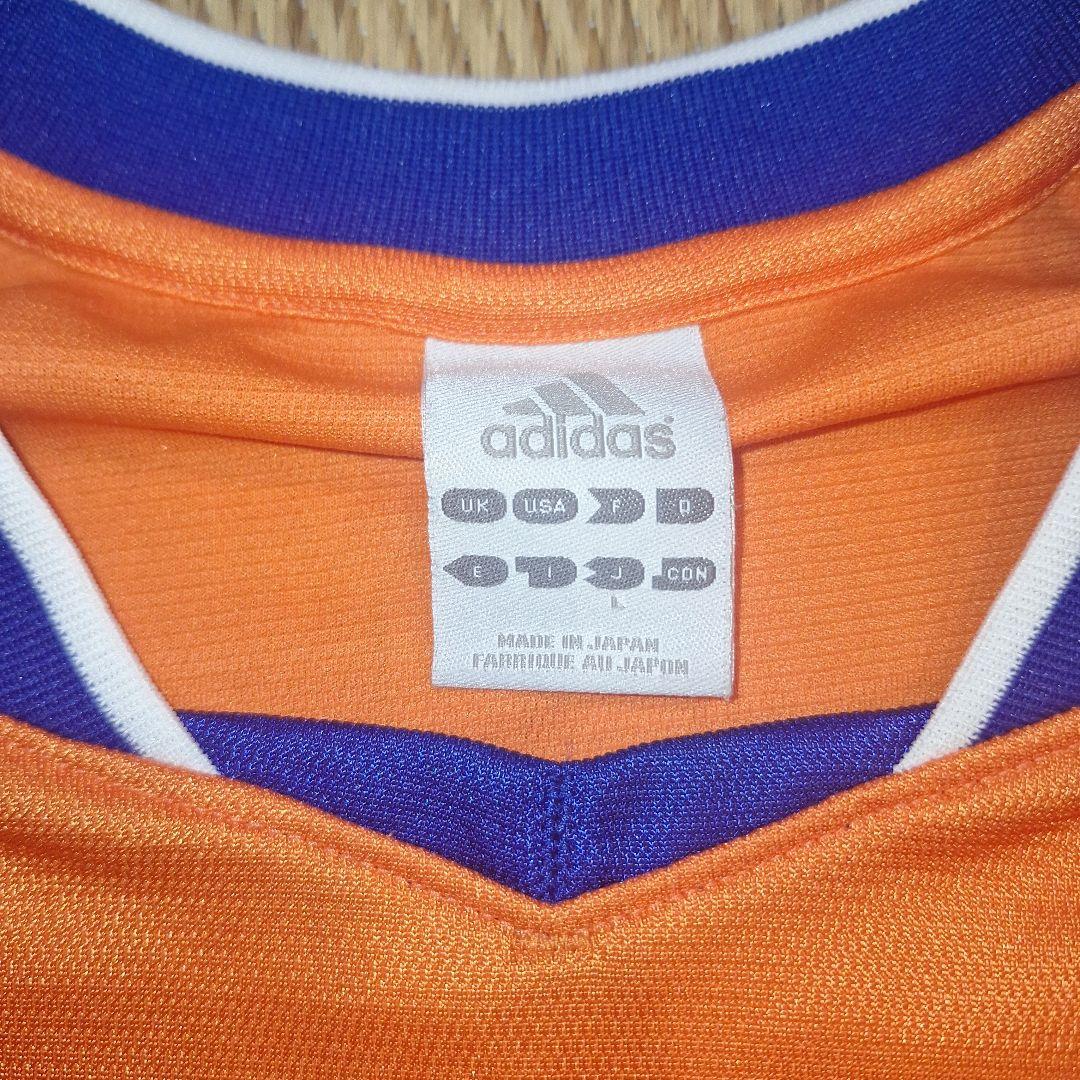 adidas
UK USA F D
E I J CON
L
MADE IN JAPAN
FABRIQUE AU JAPON